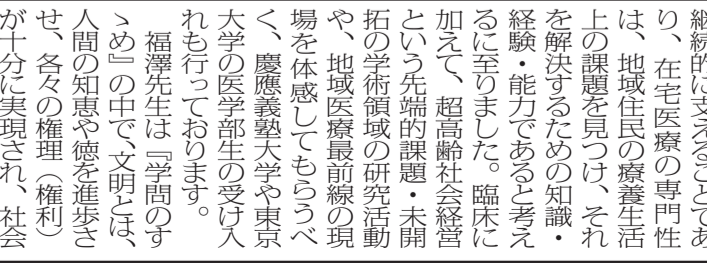 継続的に支えることであ
り、在宅医療の専門性
は、地域住民の療養生活
上の課題を見つけ、それ
を解決するための知識・
経験・能力であると考え
るに至りました。臨床に
加えて、超高齢社会経営
という先端的課題・未開
拓の学術領域の研究活動
や、地域医療最前線の現
場を体感してもらうべ
く、慶應義塾大学や東京
大学の医学部生の受け入
れも行っております。
福澤先生は『学問のす
ゝめ』の中で、文明とは、
人間の知恵や徳を進歩さ
せ、各々の権理（権利）
が十分に実現され、社会